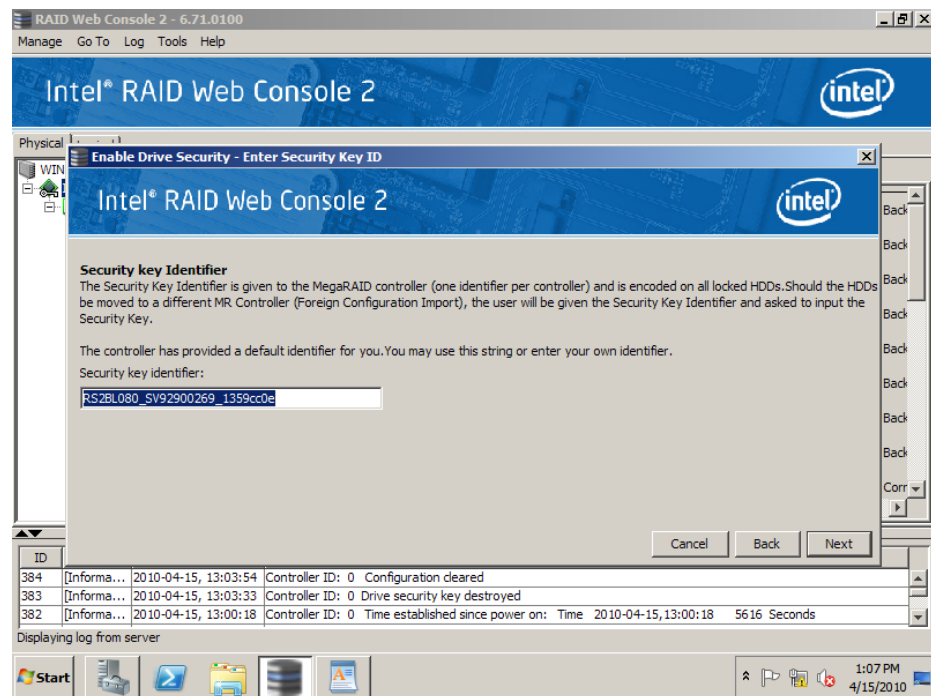 RAID Web Console 2 - 6.71.0100
Manage Go To Log Tools Help
Intel® RAID Web Console 2
intel
Physical
Enable Drive Security - Enter Security Key ID
WIN
Intel® RAID Web Console 2
intel
Back
Back
Security key Identifier
The Security Key Identifier is given to the MegaRAID controller (one identifier per controller) and is encoded on all locked HDDs.Should the HDDs
Back
be moved to a different MR Controller (Foreign Configuration Import), the user will be given the Security Key Identifier and asked to input the
Security Key.
Back
The controller has provided a default identifier for you.You may use this string or enter your own identifier.
Back
Security key identifier:
Back
RS2BL080_SV92900269_1359cc0e
Back
Back
Corr
Cancel Back Next
ID
384 [Informa... 2010-04-15, 13:03:54 Controller ID: 0 Configuration cleared
383 [Informa... 2010-04-15, 13:03:33 Controller ID: 0 Drive security key destroyed
382 [Informa... 2010-04-15, 13:00:18 Controller ID: 0 Time established since power on: Time 2010-04-15,13:00:18 5616 Seconds
Displaying log from server
Start
1:07 PM
4/15/2010